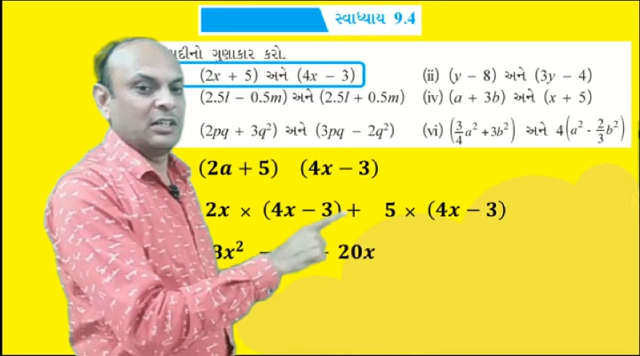 સ્વાધ્યાય 9.4
ગુણાકાર કરો.
(2x + 5) અને (4x − 3) (ii) (y − 8) અને (3y − 4)
(2.5l − 0.5m) અને (2.5l + 0.5m) (iv) (a + 3b) અને (x + 5)
(2pq + 3q²) અને (3pq − 2q²) (vi) (3/4 a² + 3b²) અને 4(a² - 2/3 b²)
(2a + 5) (4x − 3)
2x × (4x − 3) + 5 × (4x − 3)
x² − − 20x